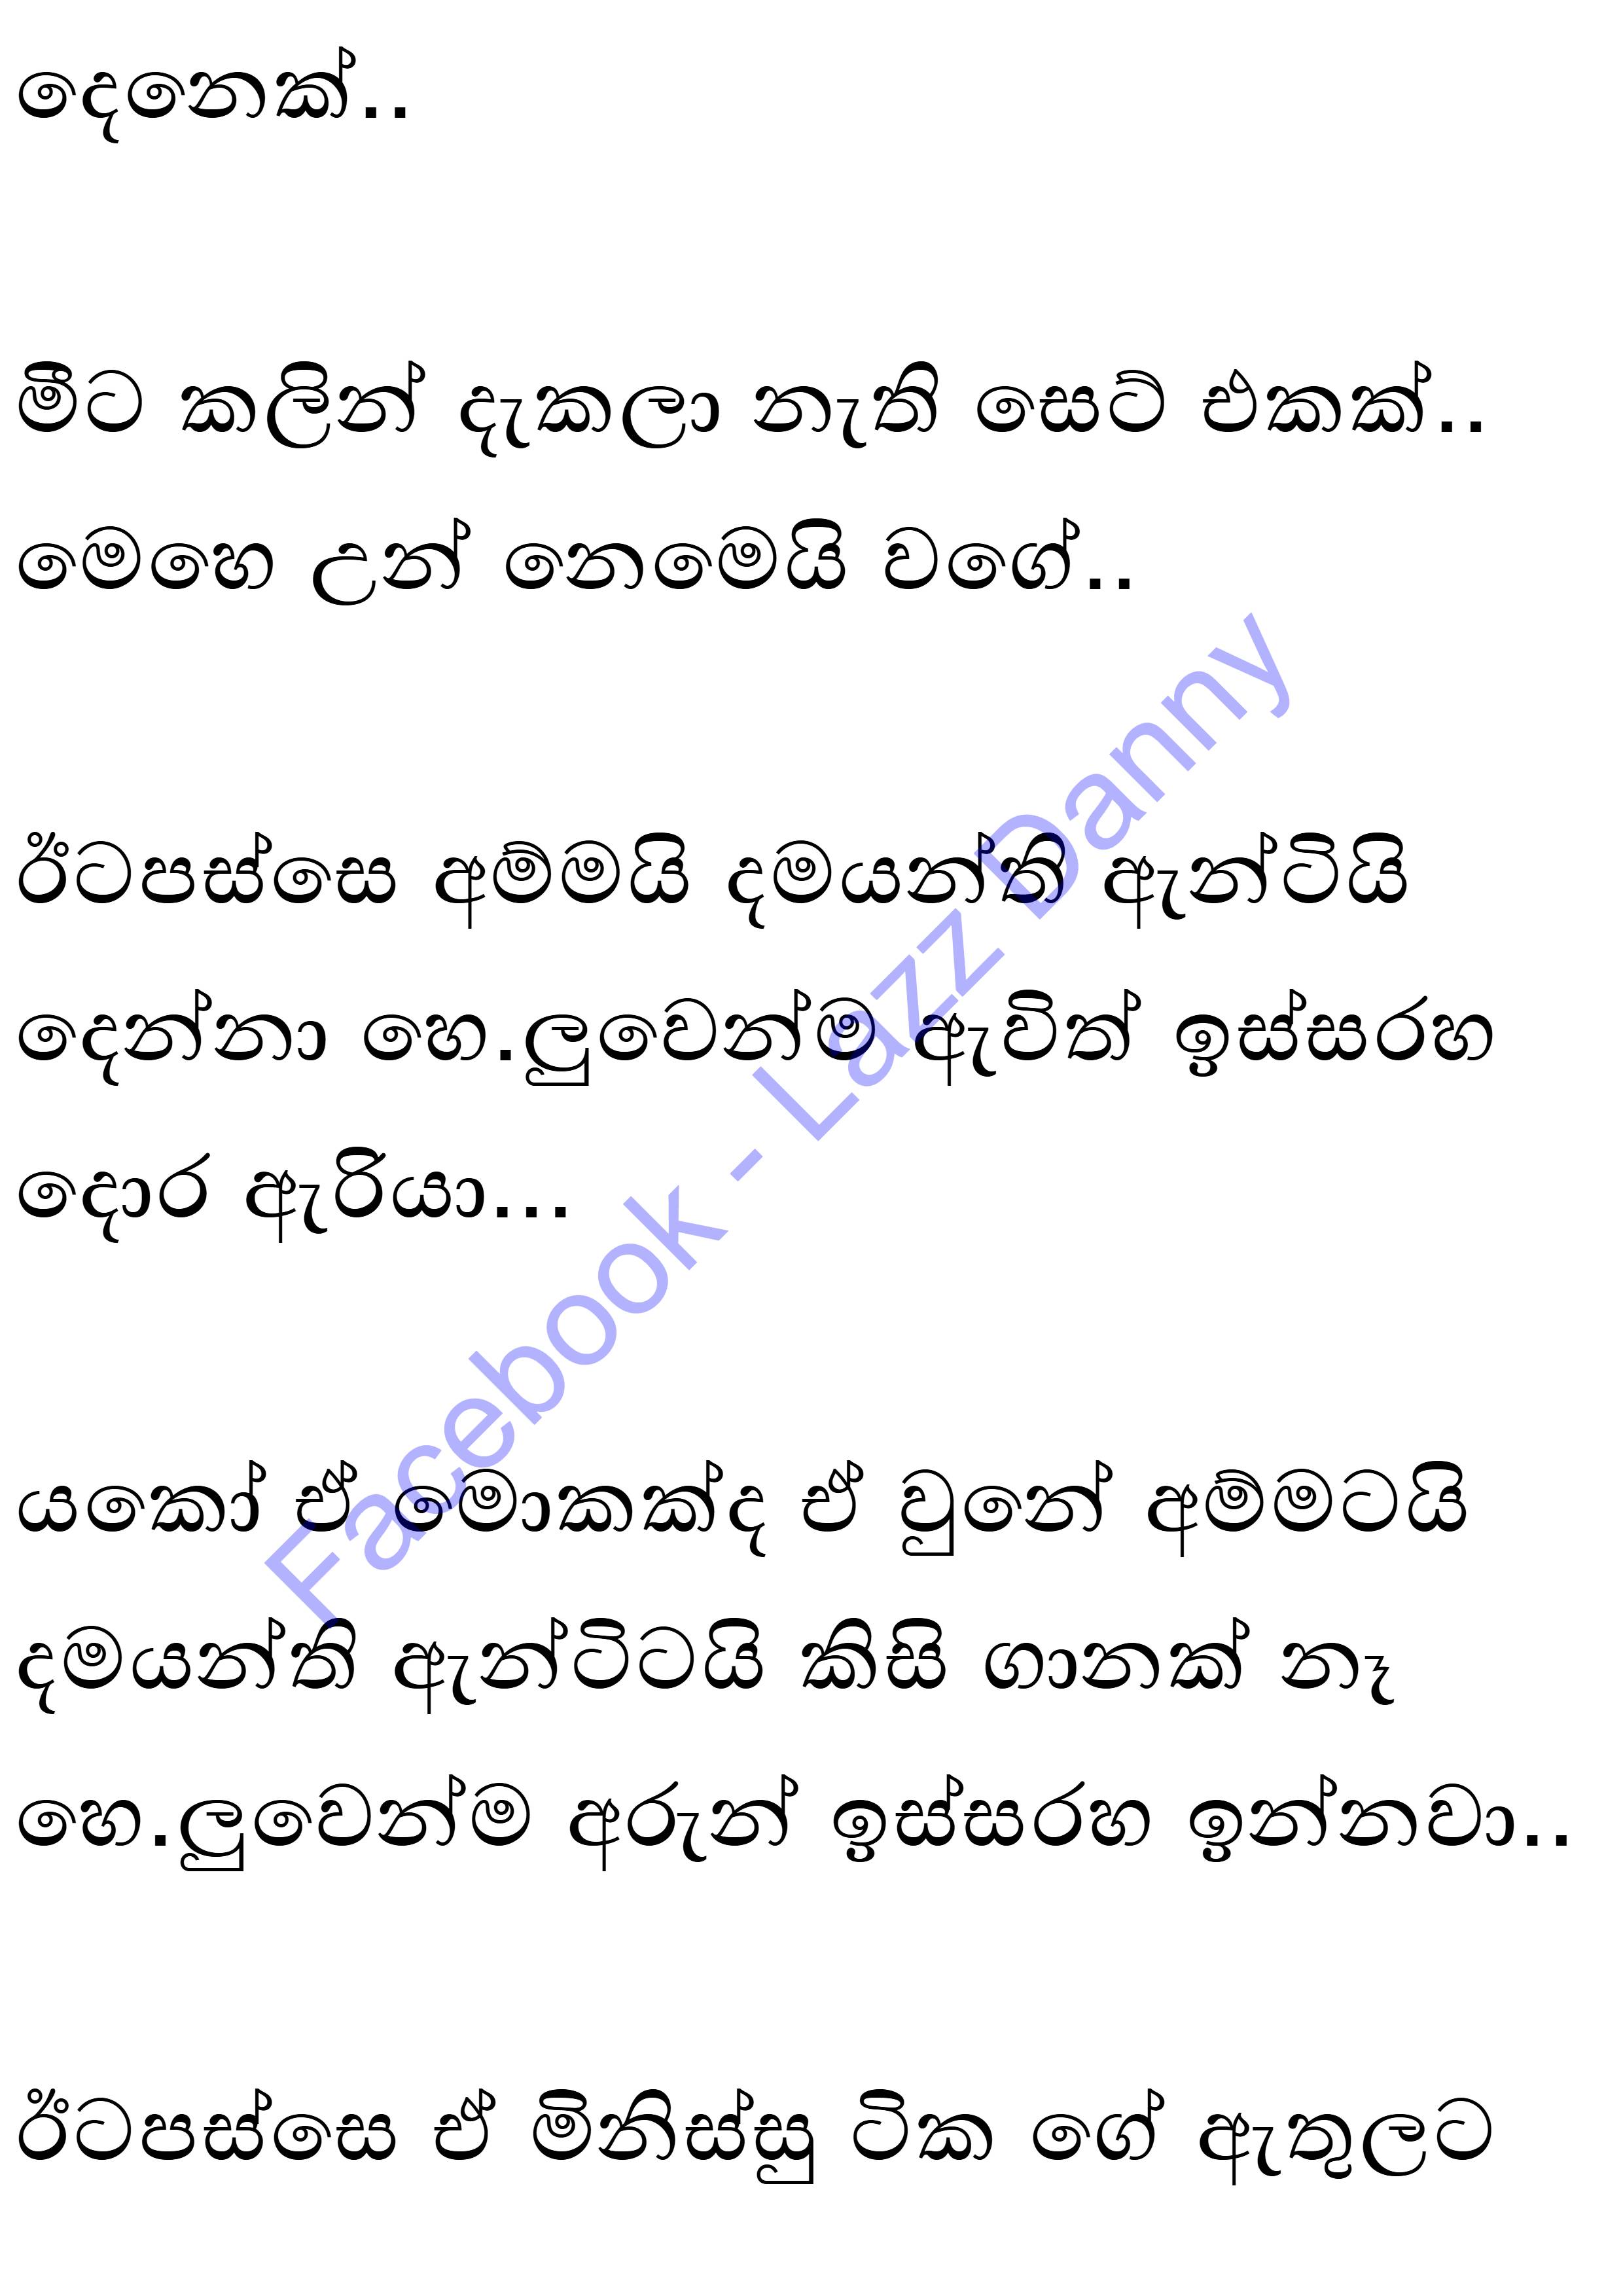 දෙනෙක්..
මීට කලින් දැකලා නැති සෙට් එකක්..
මෙහෙ උන් නෙමෙයි වගේ..
ඊටපස්සෙ අම්මයි දමයන්ති ඇන්ටියි
දෙන්නා හෙ.ලුවෙන්ම ඇවිත් ඉස්සරහ
දොර ඇරියා...
යකෝ ඒ මොකක්ද ඒ වුනේ අම්මටයි
දමයන්ති ඇන්ටිටයි කිසි ගානක් නෑ
හෙ.ලුවෙන්ම අරුන් ඉස්සරහ ඉන්නවා..
ඊටපස්සෙ ඒ මිනිස්සු ටික ගේ ඇතුලට
Facebook - Lazz Danny